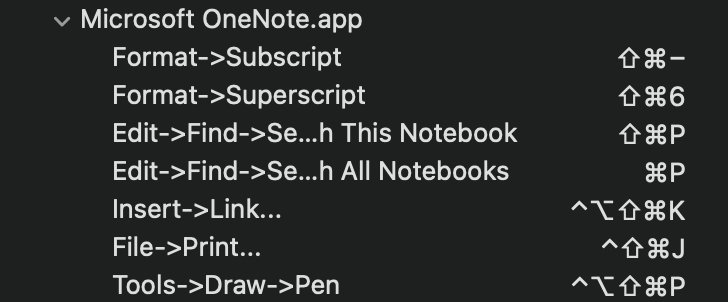 Microsoft OneNote.app
Format->Subscript ⇧⌘-
Format->Superscript ⇧⌘6
Edit->Find->Se...h This Notebook ⇧⌘P
Edit->Find->Se...h All Notebooks ⌘P
Insert->Link... ^⌥⇧⌘K
File->Print... ^⇧⌘J
Tools->Draw->Pen ^⌥⇧⌘P